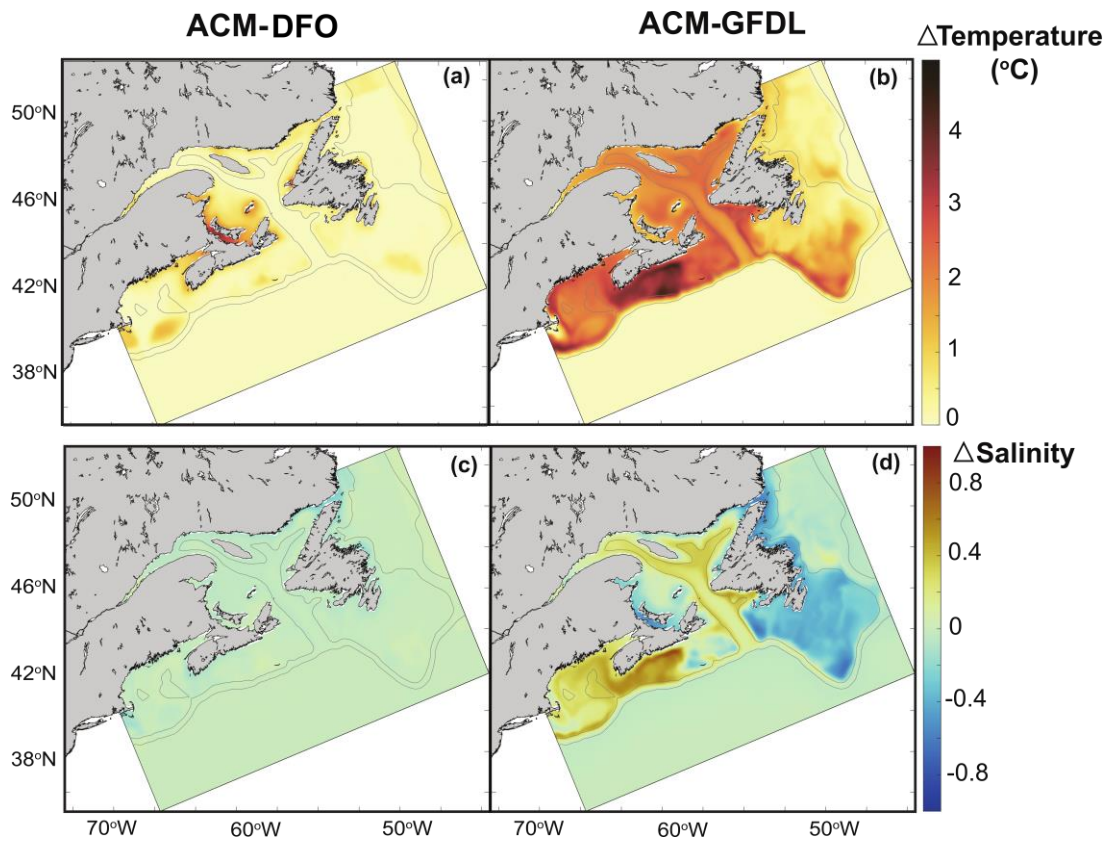 ACM-DFO
ACM-GFDL
△Temperature
(°C)
(a)
(b)
50°N
46°N
42°N
38°N
4
3
2
1
0
(c)
(d)
△Salinity
50°N
46°N
42°N
38°N
0.8
0.4
0
-0.4
-0.8
70°W
60°W
50°W
70°W
60°W
50°W